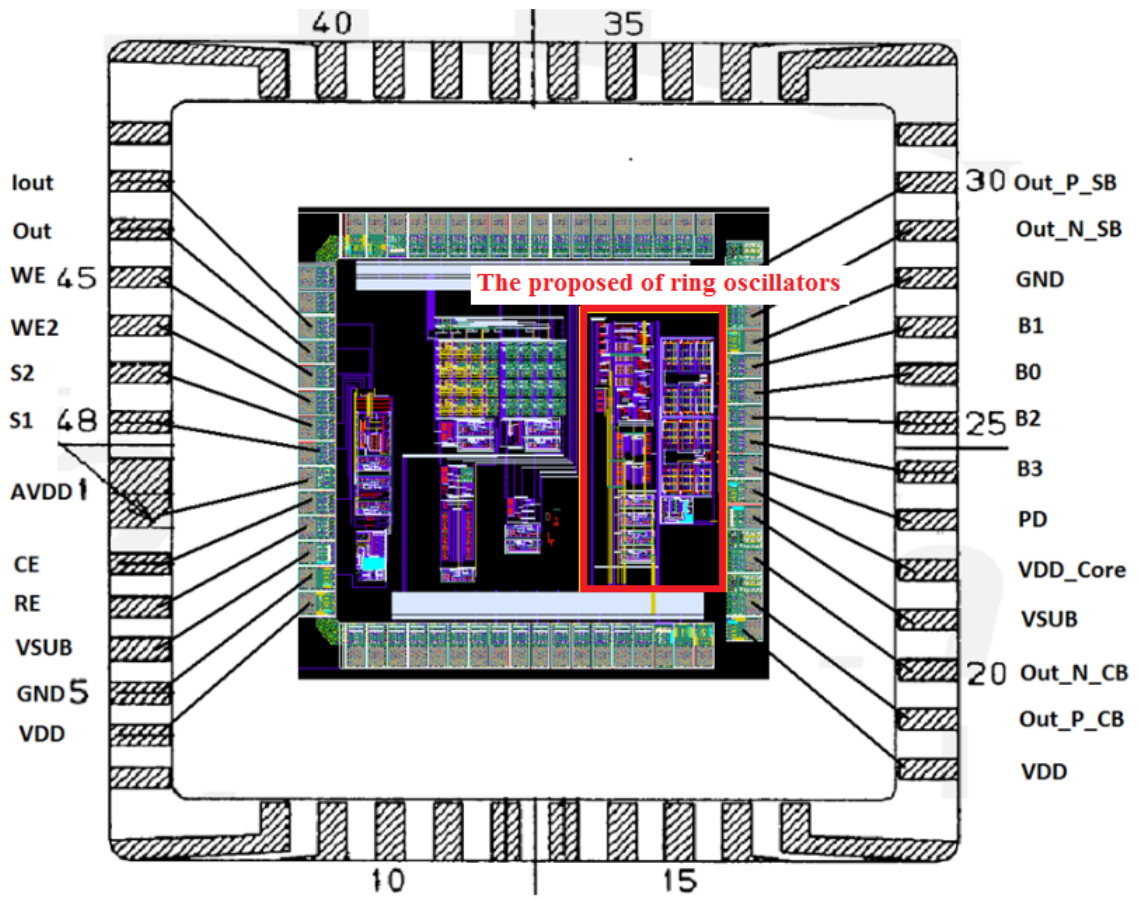 40
35
Iout
Out
WE 45
WE2
S2
S1 48
AVDD 1
CE
RE
VSUB
GND 5
VDD
The proposed of ring oscillators
30 Out_P_SB
Out_N_SB
GND
B1
B0
25 B2
B3
PD
VDD_Core
VSUB
20 Out_N_CB
Out_P_CB
VDD
10
15